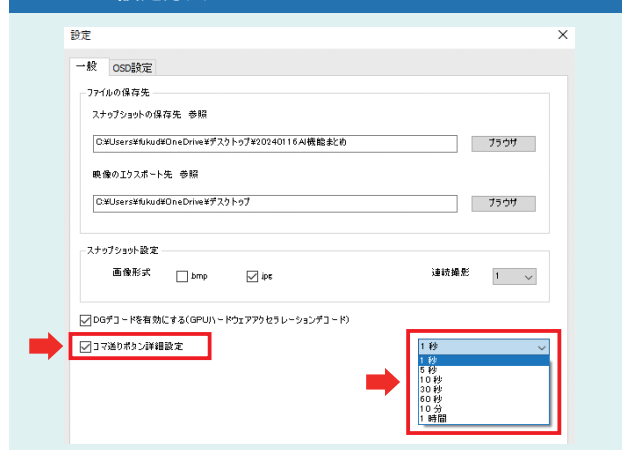 設定
一般 OSD設定
ファイルの保存先
スナップショットの保存先 参照
C:¥Users¥fukud¥OneDrive¥デスクトップ¥20240116AI機能まとめ ブラウザ
映像のエクスポート先 参照
C:¥Users¥fukud¥OneDrive¥デスクトップ ブラウザ
スナップショット設定
画像形式 .bmp .jpg 連続撮影 1
DGデコードを有効にする(GPUハードウェアアクセラレーションデコード)
コマ送りボタン詳細設定 1 秒
1 秒
5 秒
10 秒
30 秒
60 秒
10 分
1 時間